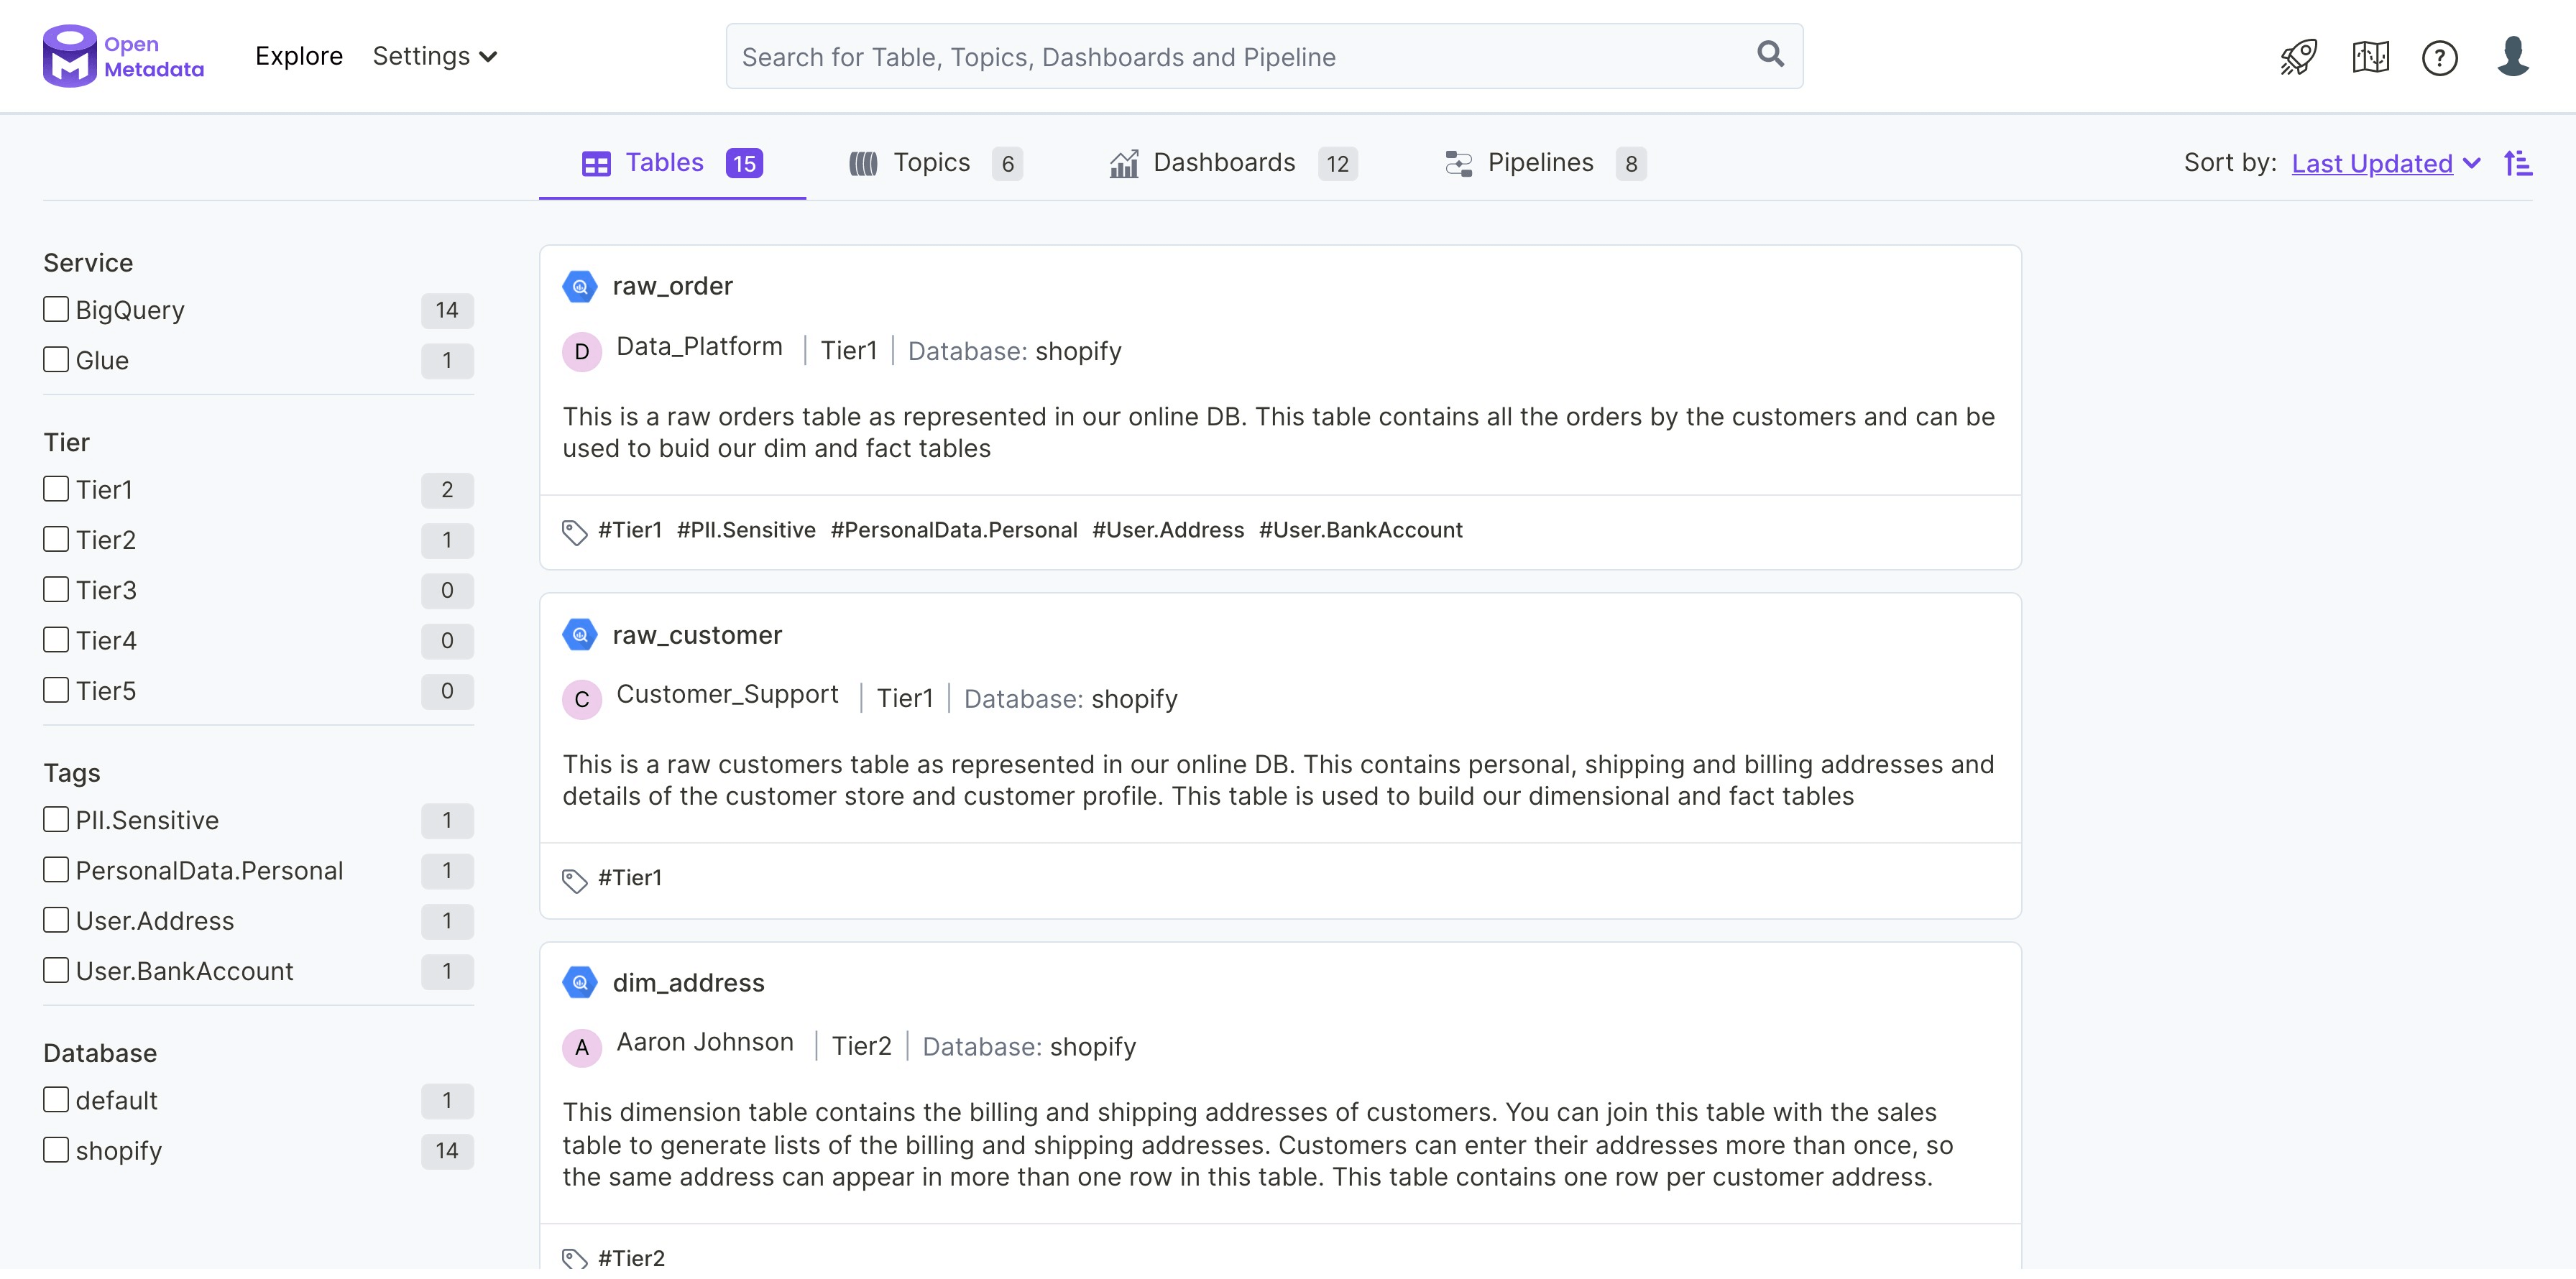 Open
Metadata
Explore Settings
Search for Table, Topics, Dashboards and Pipeline
?
Tables 15 Topics 6 Dashboards 12 Pipelines 8
Sort by: Last Updated
Service
BigQuery 14
Glue 1
Tier
Tier1 2
Tier2 1
Tier3 0
Tier4 0
Tier5 0
Tags
PII.Sensitive 1
PersonalData.Personal 1
User.Address 1
User.BankAccount 1
Database
default 1
shopify 14
raw_order
D Data_Platform | Tier1 | Database: shopify
This is a raw orders table as represented in our online DB. This table contains all the orders by the customers and can be
used to buid our dim and fact tables
#Tier1 #PII.Sensitive #PersonalData.Personal #User.Address #User.BankAccount
raw_customer
C Customer_Support | Tier1 | Database: shopify
This is a raw customers table as represented in our online DB. This contains personal, shipping and billing addresses and
details of the customer store and customer profile. This table is used to build our dimensional and fact tables
#Tier1
dim_address
A Aaron Johnson | Tier2 | Database: shopify
This dimension table contains the billing and shipping addresses of customers. You can join this table with the sales
table to generate lists of the billing and shipping addresses. Customers can enter their addresses more than once, so
the same address can appear in more than one row in this table. This table contains one row per customer address.
#Tier2